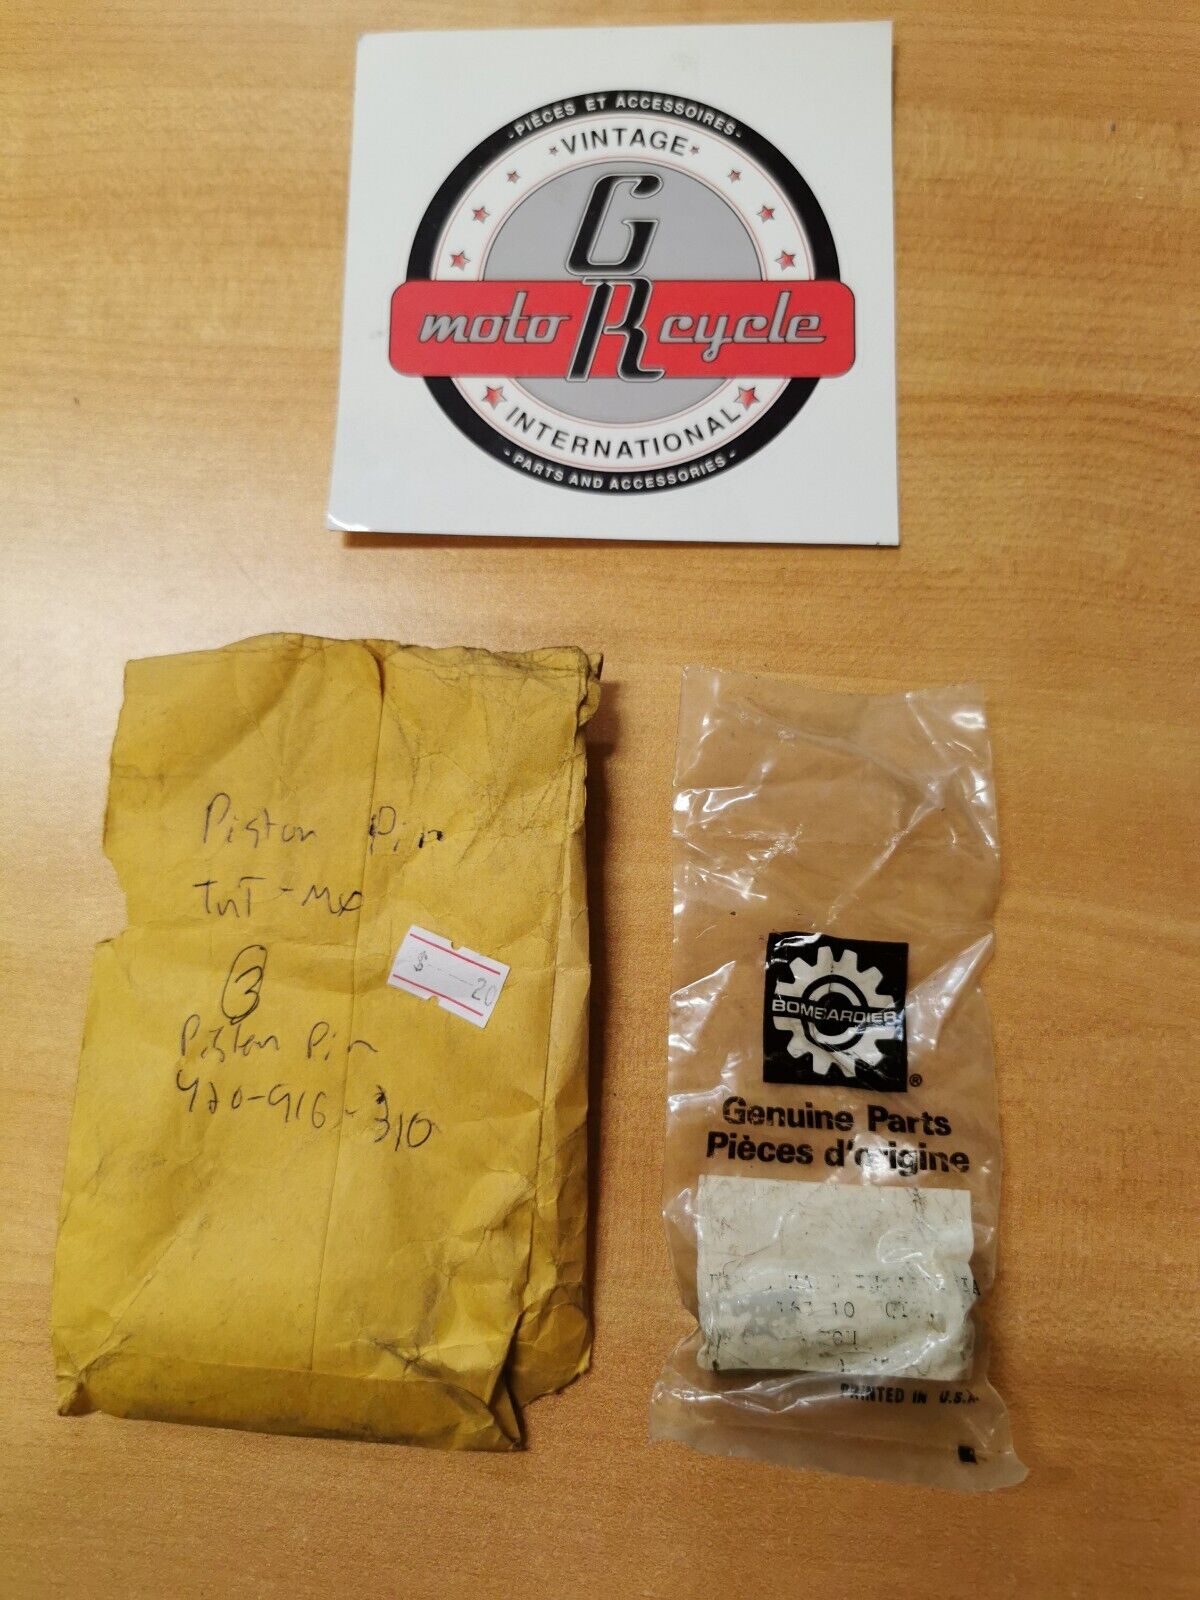 -PIÈCES ET ACCESSOIRES-
VINTAGE
GR
moto cycle
INTERNATIONAL
-PARTS AND ACCESSORIES-
Piston Pin
TNT-MX
$ 20
3
Piston Pin
420-916-310
BOMBARDIER
®
Genuine Parts
Pièces d'origine
10
PRINTED IN U.S.A.